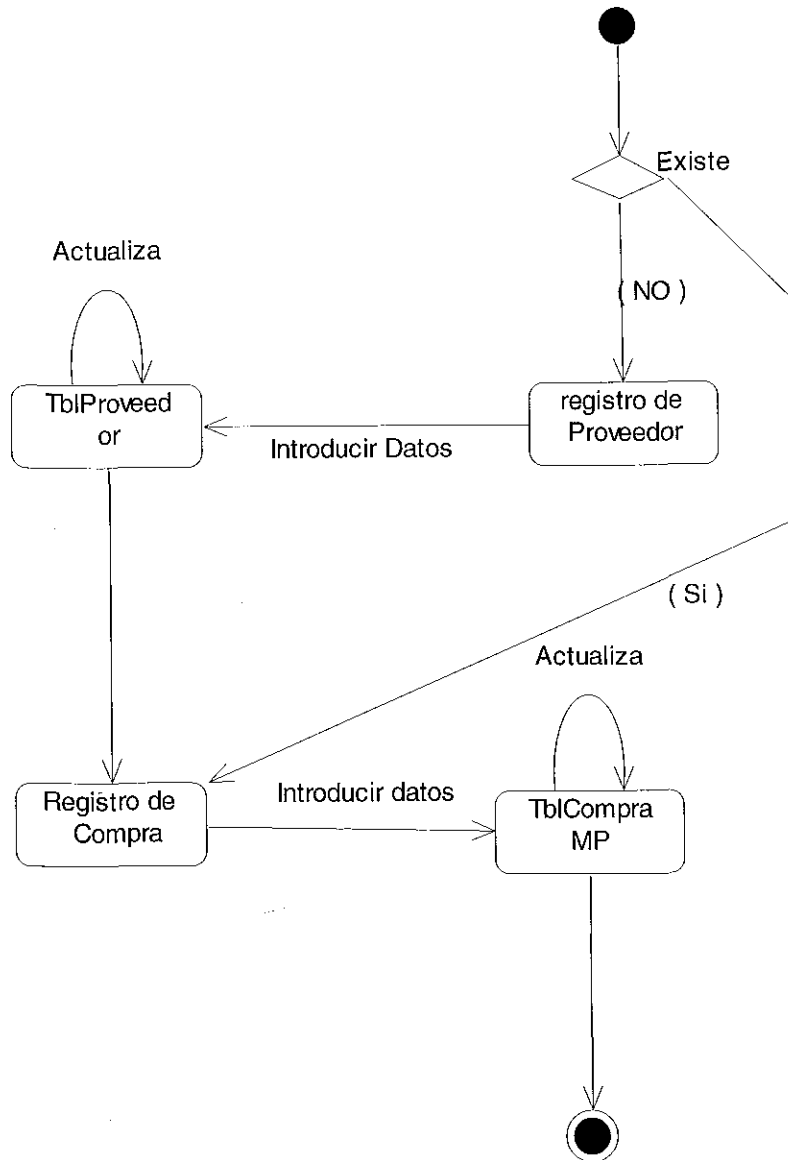 Existe
Actualiza
( NO )
TblProveed
or
registro de
Proveedor
Introducir Datos
( Si )
Actualiza
Registro de
Compra
Introducir datos
TblCompra
MP